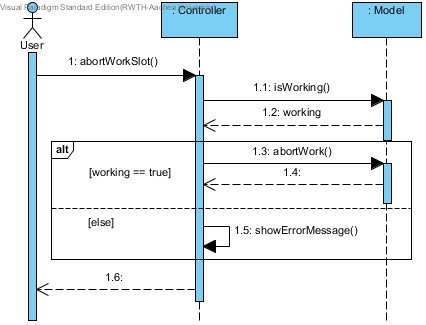 Visual Paradigm Standard Edition(RWTH-Aachen
: Controller
: Model
User
1: abortWorkSlot()
1.1: isWorking()
1.2: working
alt
1.3: abortWork()
[working == true]
1.4:
[else]
1.5: showErrorMessage()
1.6: